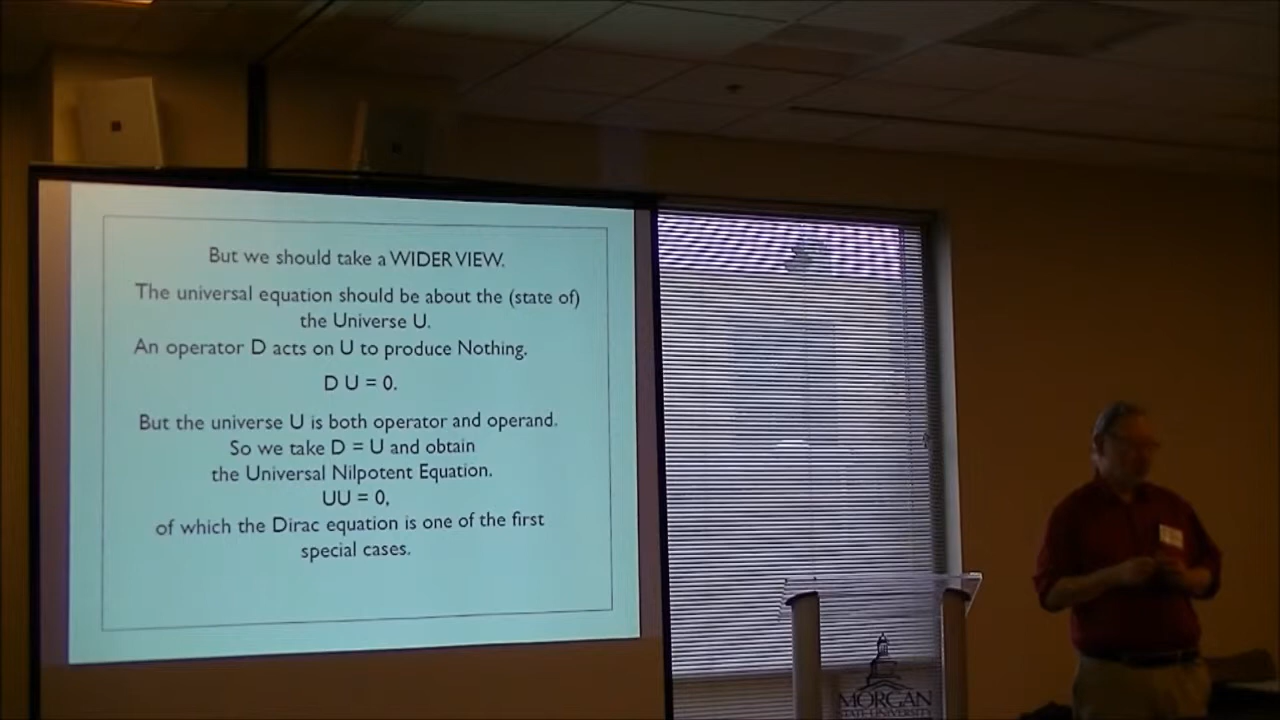 But we should take a WIDER VIEW.
The universal equation should be about the (state of)
the Universe U.
An operator D acts on U to produce Nothing.
D U = 0.
But the universe U is both operator and operand.
So we take D = U and obtain
the Universal Nilpotent Equation.
UU = 0,
of which the Dirac equation is one of the first
special cases.
MORGAN
STATE UNIVERSITY